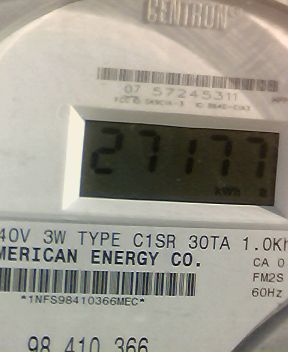 CENTRON
07 57245311
27177
kWh
40V 3W TYPE C1SR 30TA 1.0Kh
MERICAN ENERGY CO.
CA 0
FM2S
60Hz
*1NFS98410366MEC*
98 410 366